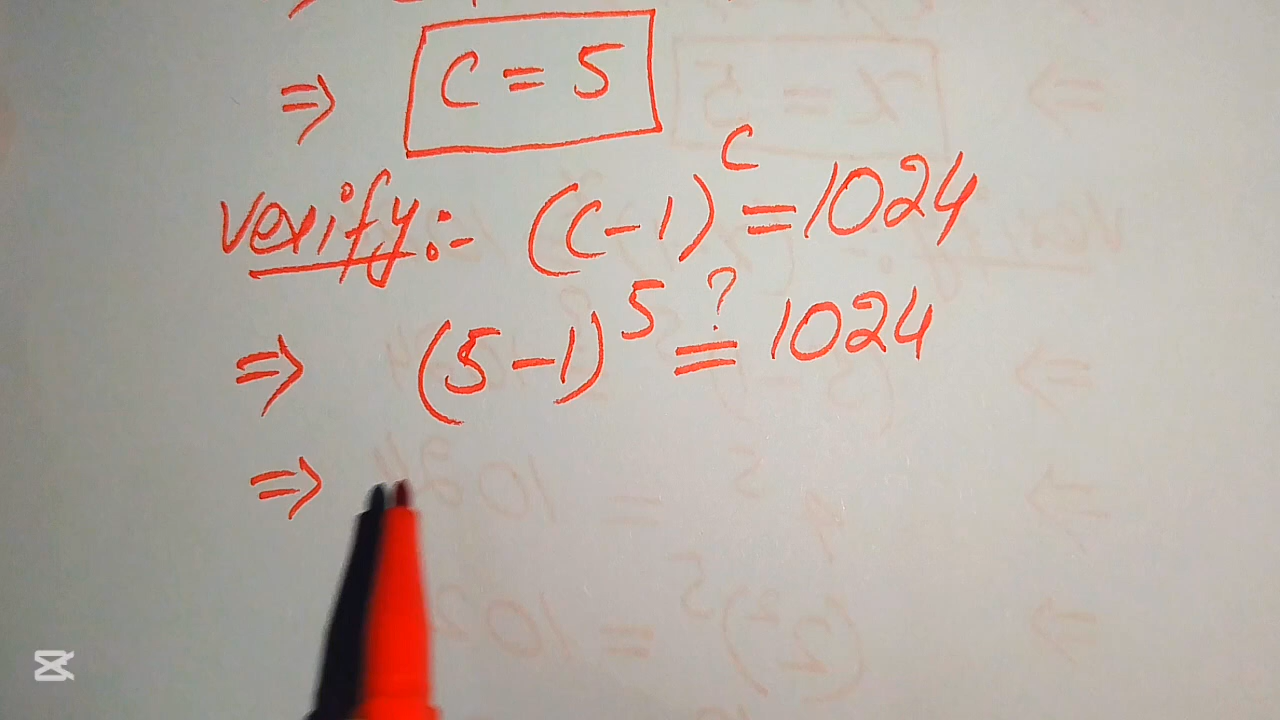 ⇒ C = 5
Verify:- (C-1)^C = 1024
⇒ (5-1)^5 ≟ 1024
⇒